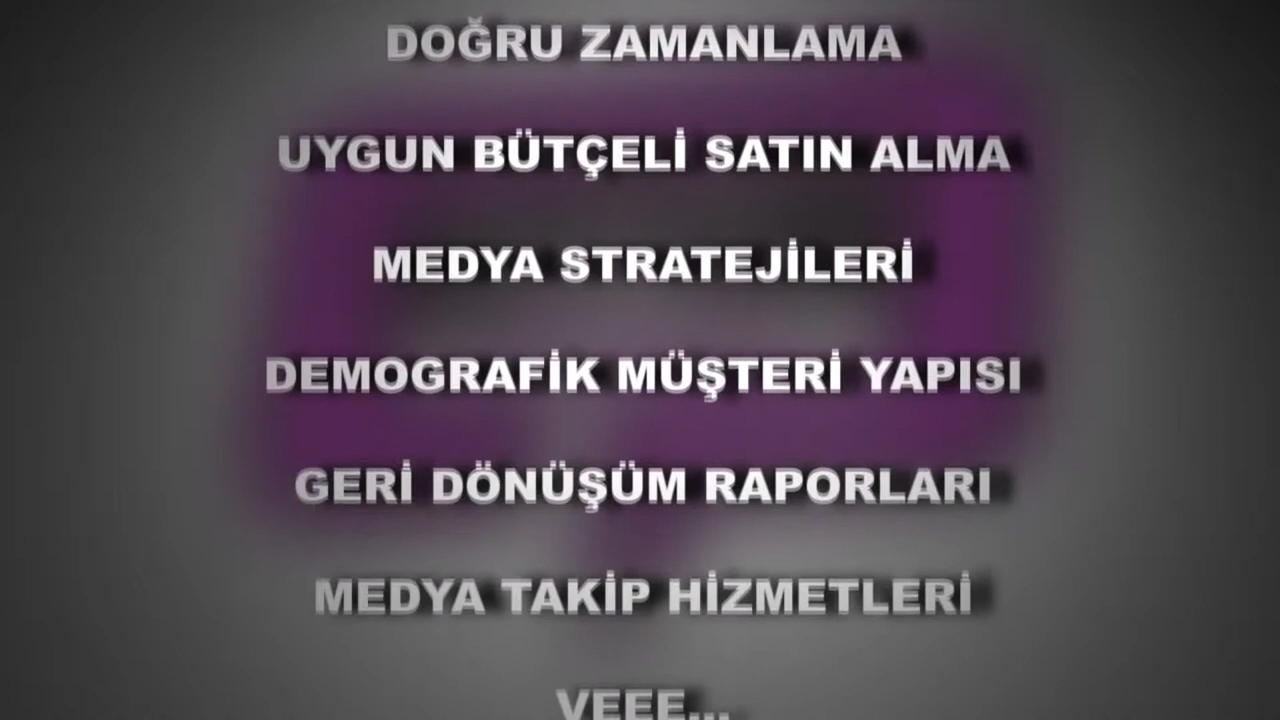 DOĞRU ZAMANLAMA
UYGUN BÜTÇELİ SATIN ALMA
MEDYA STRATEJİLERİ
DEMOGRAFİK MÜŞTERİ YAPISI
GERİ DÖNÜŞÜM RAPORLARI
MEDYA TAKİP HİZMETLERİ
VEEE...